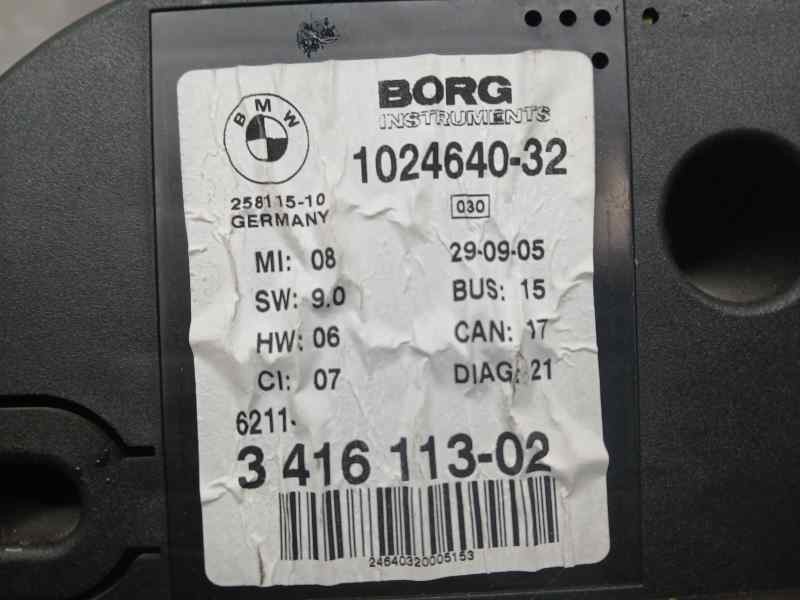 BMW
BORG
INSTRUMENTS
1024640-32
258115-10
GERMANY
030
MI: 08
29-09-05
SW: 9.0
BUS: 15
HW: 06
CAN: 17
CI: 07
DIAG: 21
6211-
3 416 113-02
24640320005153